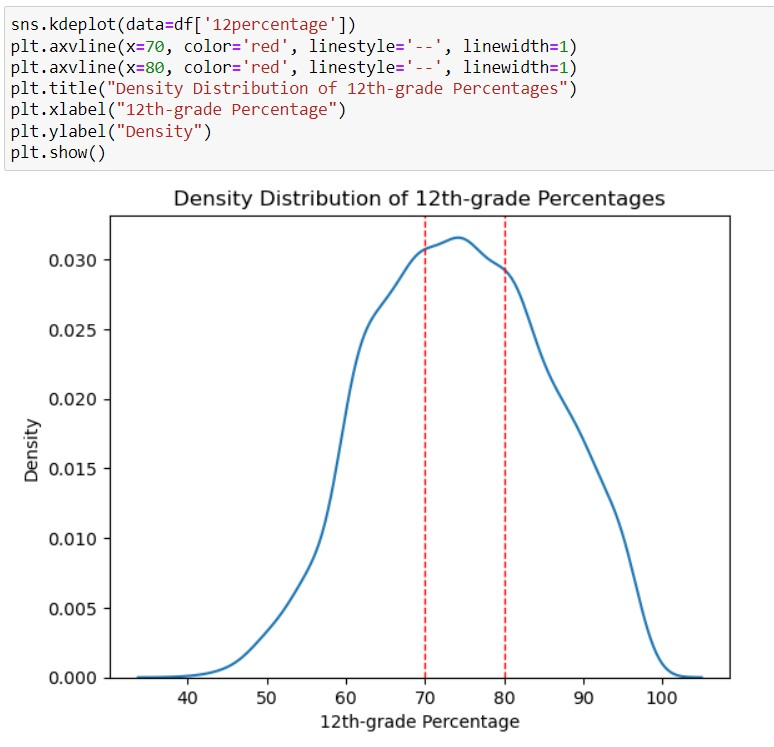 sns.kdeplot(data=df['12percentage'])
plt.axvline(x=70, color='red', linestyle='--', linewidth=1)
plt.axvline(x=80, color='red', linestyle='--', linewidth=1)
plt.title("Density Distribution of 12th-grade Percentages")
plt.xlabel("12th-grade Percentage")
plt.ylabel("Density")
plt.show()
Density Distribution of 12th-grade Percentages
0.030
0.025
0.020
0.015
0.010
0.005
0.000
Density
40 50 60 70 80 90 100
12th-grade Percentage